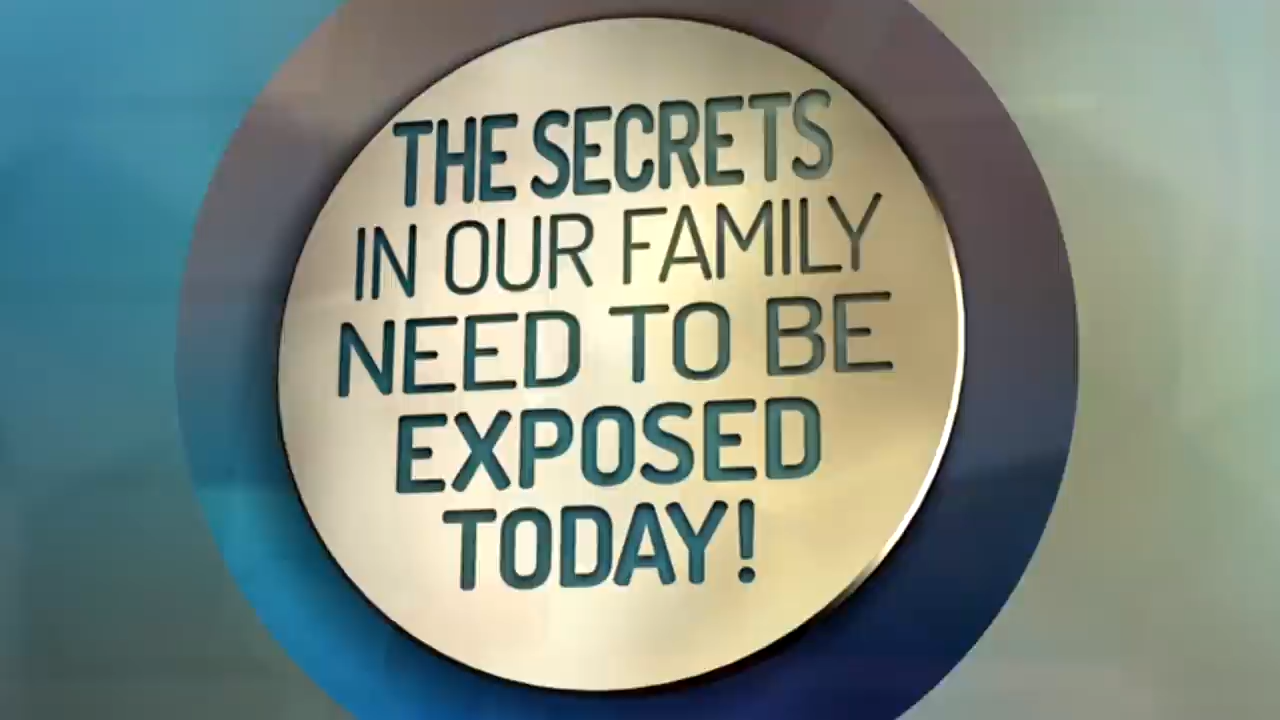 THE SECRETS
IN OUR FAMILY
NEED TO BE
EXPOSED
TODAY!